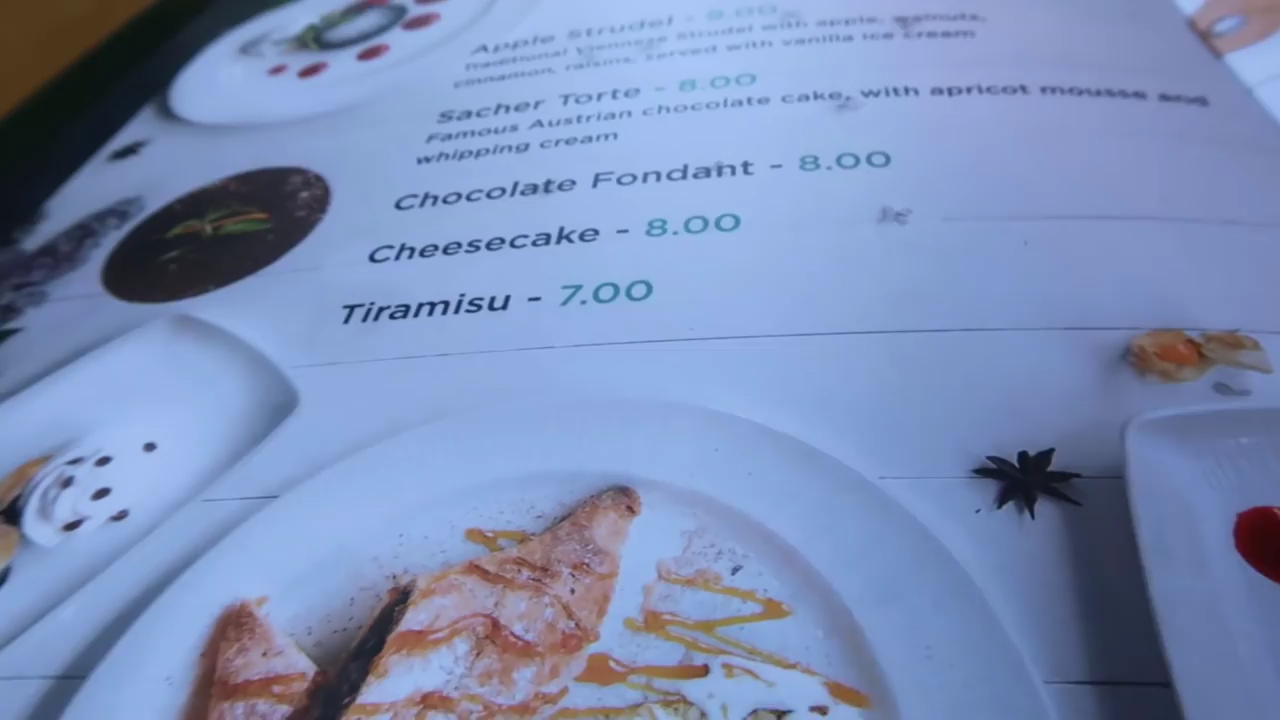 Apple Strudel - 9.00
Traditional Viennese strudel with apple, walnuts,
cinnamon, raisins, served with vanilla ice cream
Sacher Torte - 8.00
Famous Austrian chocolate cake, with apricot mousse and
whipping cream
Chocolate Fondant - 8.00
Cheesecake - 8.00
Tiramisu - 7.00